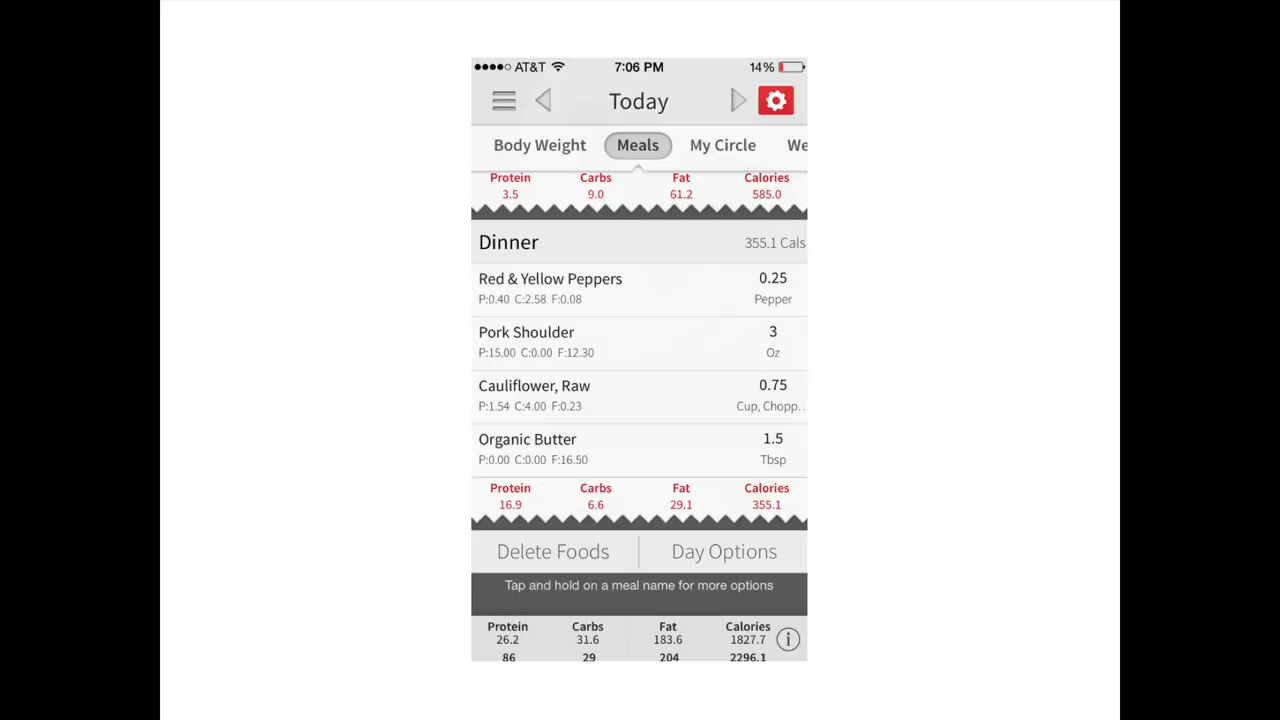 AT&T 7:06 PM 14%
Today
Body Weight Meals My Circle We
Protein Carbs Fat Calories
3.5 9.0 61.2 585.0
Dinner 355.1 Cals
Red & Yellow Peppers 0.25
P:0.40 C:2.58 F:0.08 Pepper
Pork Shoulder 3
P:15.00 C:0.00 F:12.30 Oz
Cauliflower, Raw 0.75
P:1.54 C:4.00 F:0.23 Cup, Chopp..
Organic Butter 1.5
P:0.00 C:0.00 F:16.50 Tbsp
Protein Carbs Fat Calories
16.9 6.6 29.1 355.1
Delete Foods Day Options
Tap and hold on a meal name for more options
Protein Carbs Fat Calories
26.2 31.6 183.6 1827.7
86 29 204 2296.1